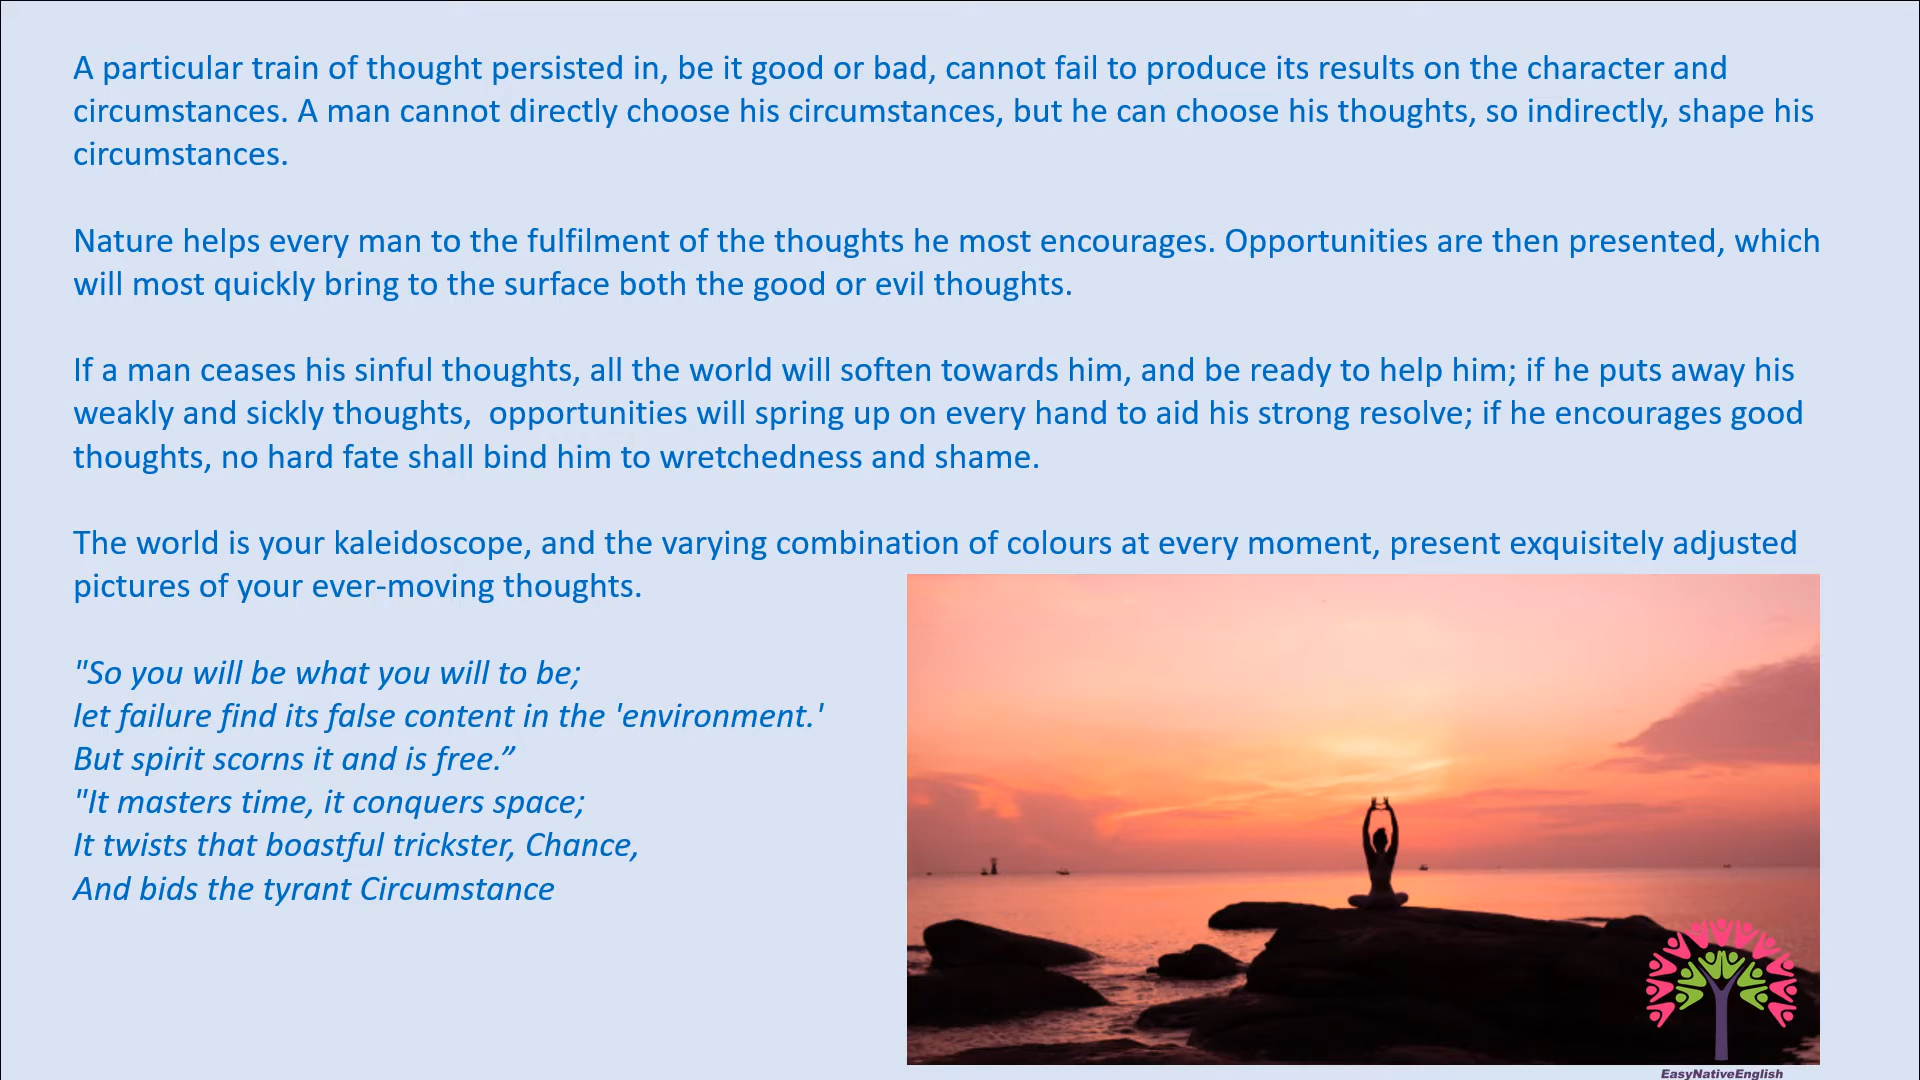 A particular train of thought persisted in, be it good or bad, cannot fail to produce its results on the character and
circumstances. A man cannot directly choose his circumstances, but he can choose his thoughts, so indirectly, shape his
circumstances.
Nature helps every man to the fulfilment of the thoughts he most encourages. Opportunities are then presented, which
will most quickly bring to the surface both the good or evil thoughts.
If a man ceases his sinful thoughts, all the world will soften towards him, and be ready to help him; if he puts away his
weakly and sickly thoughts,  opportunities will spring up on every hand to aid his strong resolve; if he encourages good
thoughts, no hard fate shall bind him to wretchedness and shame.
The world is your kaleidoscope, and the varying combination of colours at every moment, present exquisitely adjusted
pictures of your ever-moving thoughts.
"So you will be what you will to be;
let failure find its false content in the 'environment.'
But spirit scorns it and is free.”
"It masters time, it conquers space;
It twists that boastful trickster, Chance,
And bids the tyrant Circumstance
EasyNativeEnglish